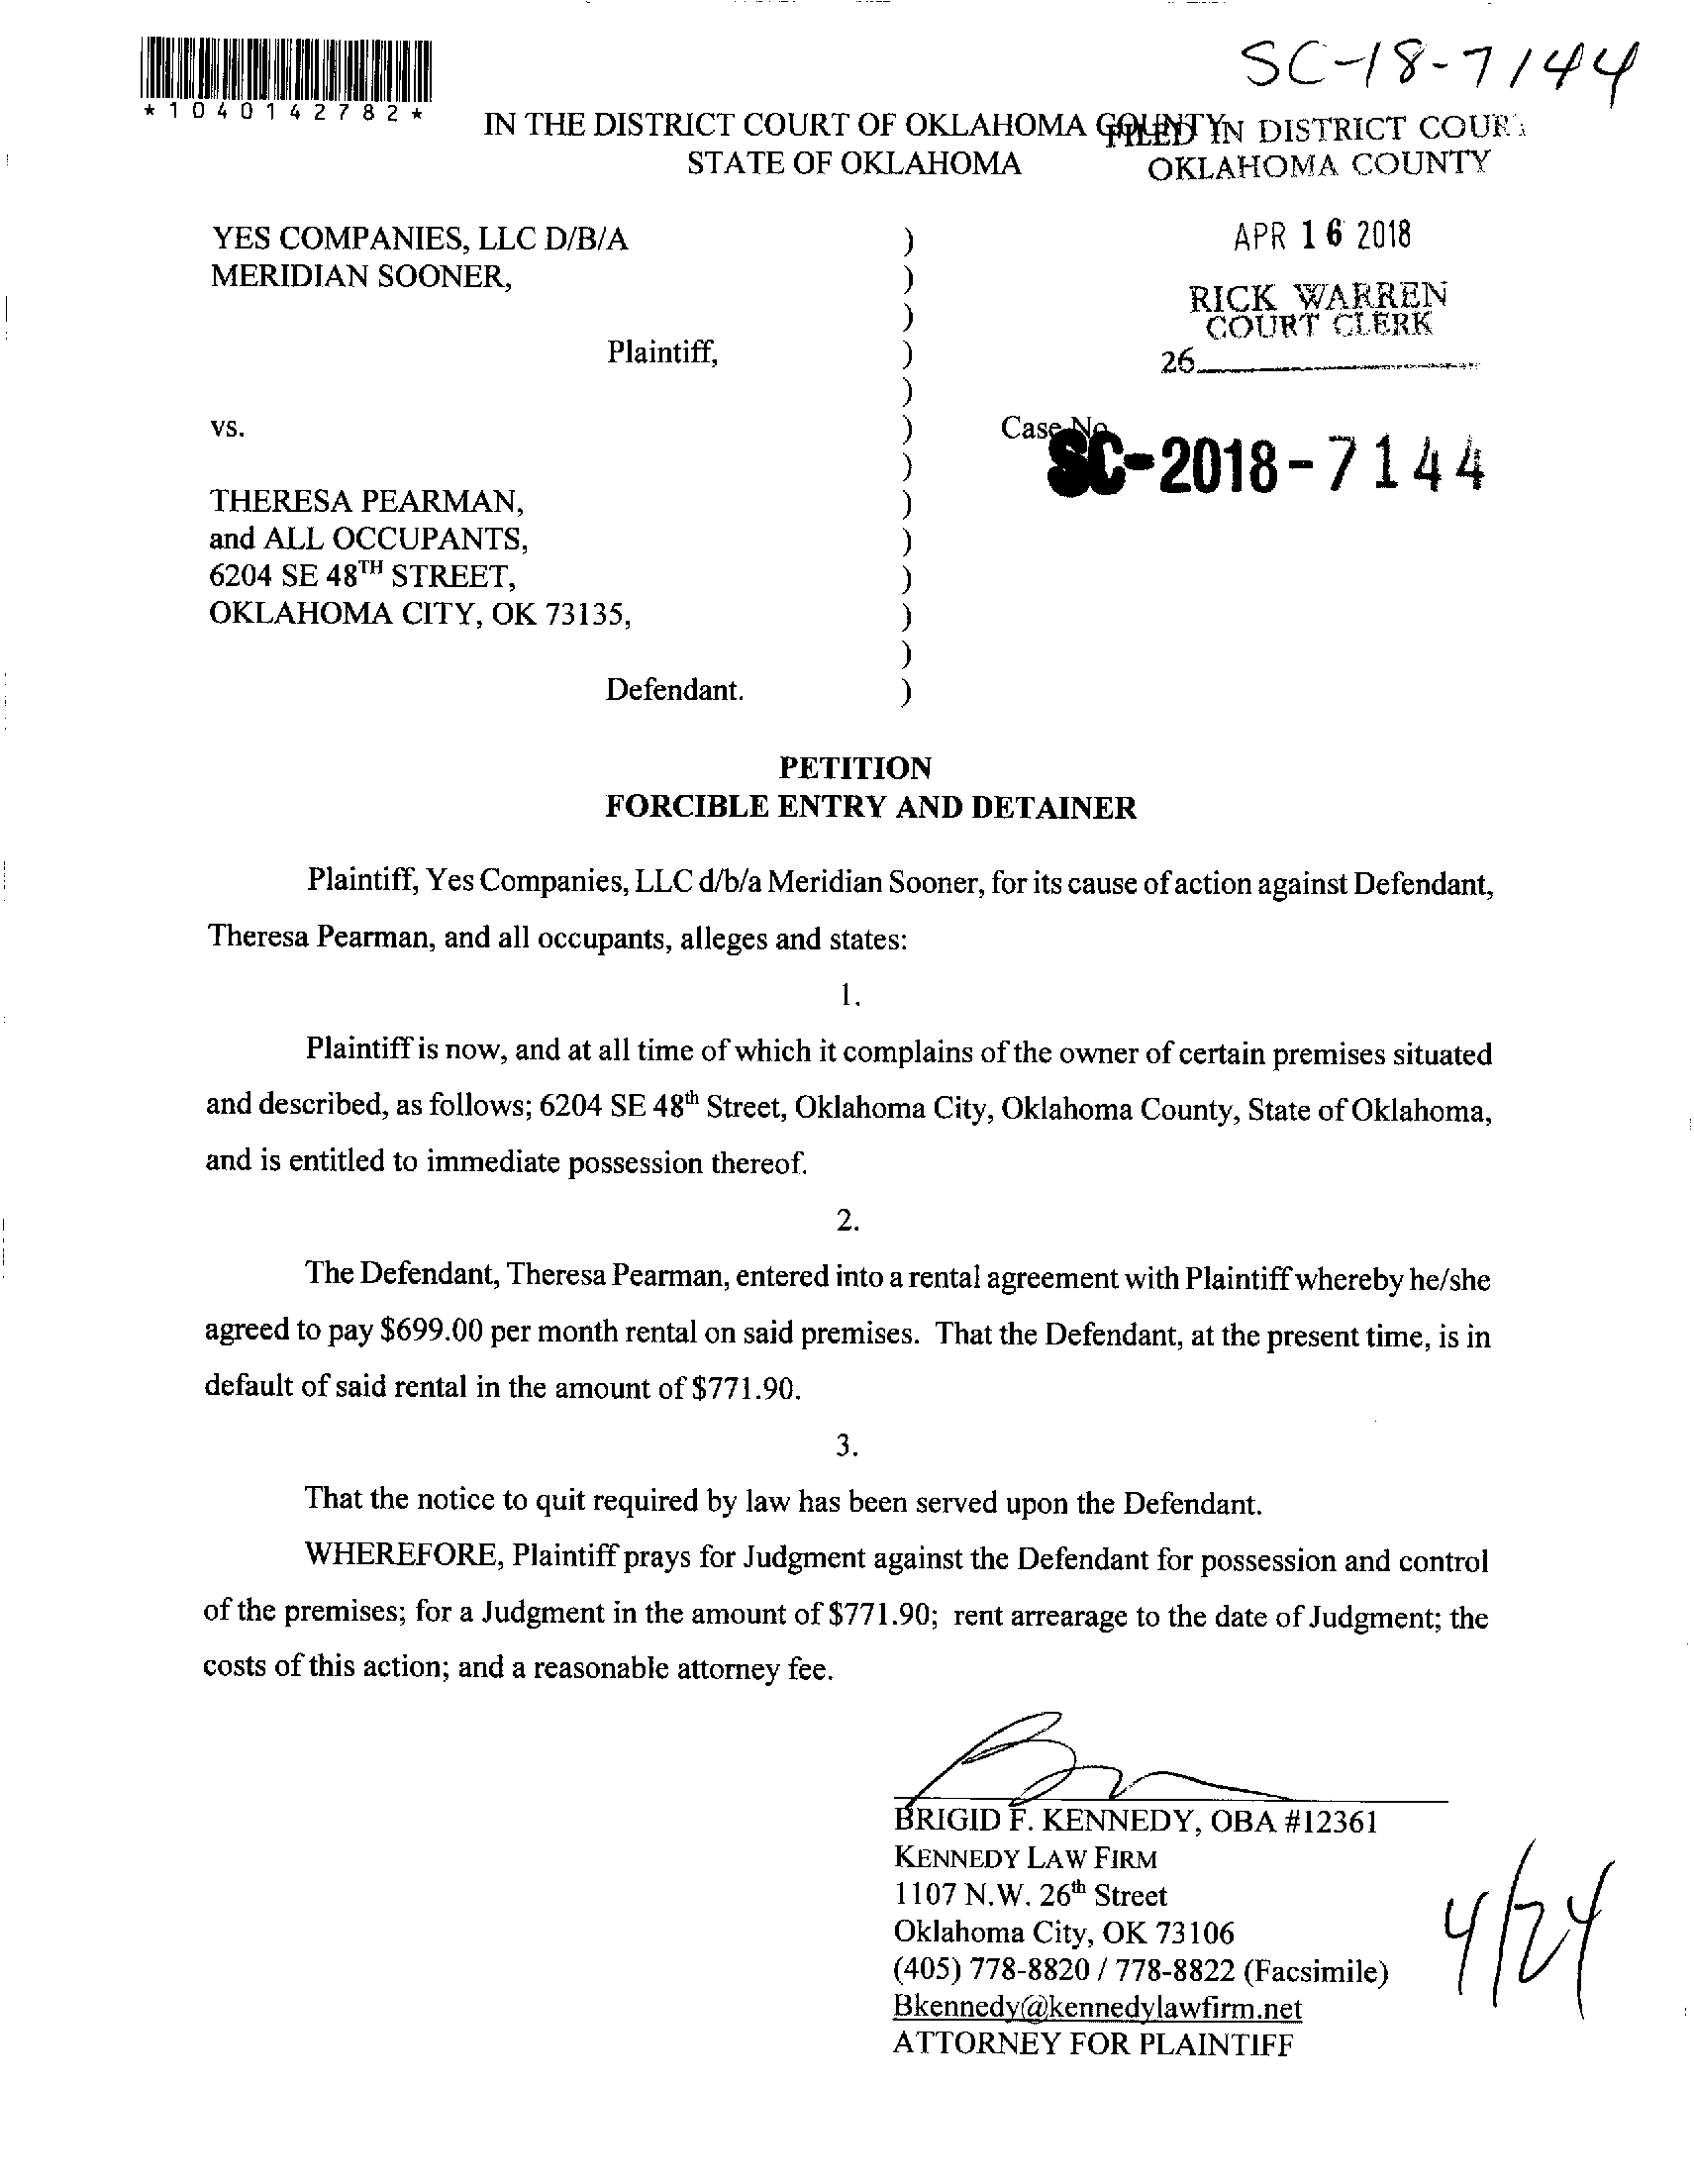 SC-18-7144
*1040142782*
IN THE DISTRICT COURT OF OKLAHOMA COUNTY
STATE OF OKLAHOMA
FILED IN DISTRICT COURT
OKLAHOMA COUNTY
APR 16 2018
RICK WARREN
COURT CLERK
26
YES COMPANIES, LLC D/B/A )
MERIDIAN SOONER, )
)
Plaintiff, )
)
vs. )
)
THERESA PEARMAN, )
and ALL OCCUPANTS, )
6204 SE 48TH STREET, )
OKLAHOMA CITY, OK 73135, )
)
Defendant. )
Case No.
SC-2018-7144
PETITION
FORCIBLE ENTRY AND DETAINER
Plaintiff, Yes Companies, LLC d/b/a Meridian Sooner, for its cause of action against Defendant,
Theresa Pearman, and all occupants, alleges and states:
1.
Plaintiff is now, and at all time of which it complains of the owner of certain premises situated
and described, as follows; 6204 SE 48th Street, Oklahoma City, Oklahoma County, State of Oklahoma,
and is entitled to immediate possession thereof.
2.
The Defendant, Theresa Pearman, entered into a rental agreement with Plaintiff whereby he/she
agreed to pay $699.00 per month rental on said premises. That the Defendant, at the present time, is in
default of said rental in the amount of $771.90.
3.
That the notice to quit required by law has been served upon the Defendant.
WHEREFORE, Plaintiff prays for Judgment against the Defendant for possession and control
of the premises; for a Judgment in the amount of $771.90; rent arrearage to the date of Judgment; the
costs of this action; and a reasonable attorney fee.
BRIGID F. KENNEDY, OBA #12361
KENNEDY LAW FIRM
1107 N.W. 26th Street
Oklahoma City, OK 73106
(405) 778-8820 / 778-8822 (Facsimile)
Bkennedy@kennedylawfirm.net
ATTORNEY FOR PLAINTIFF
4/24